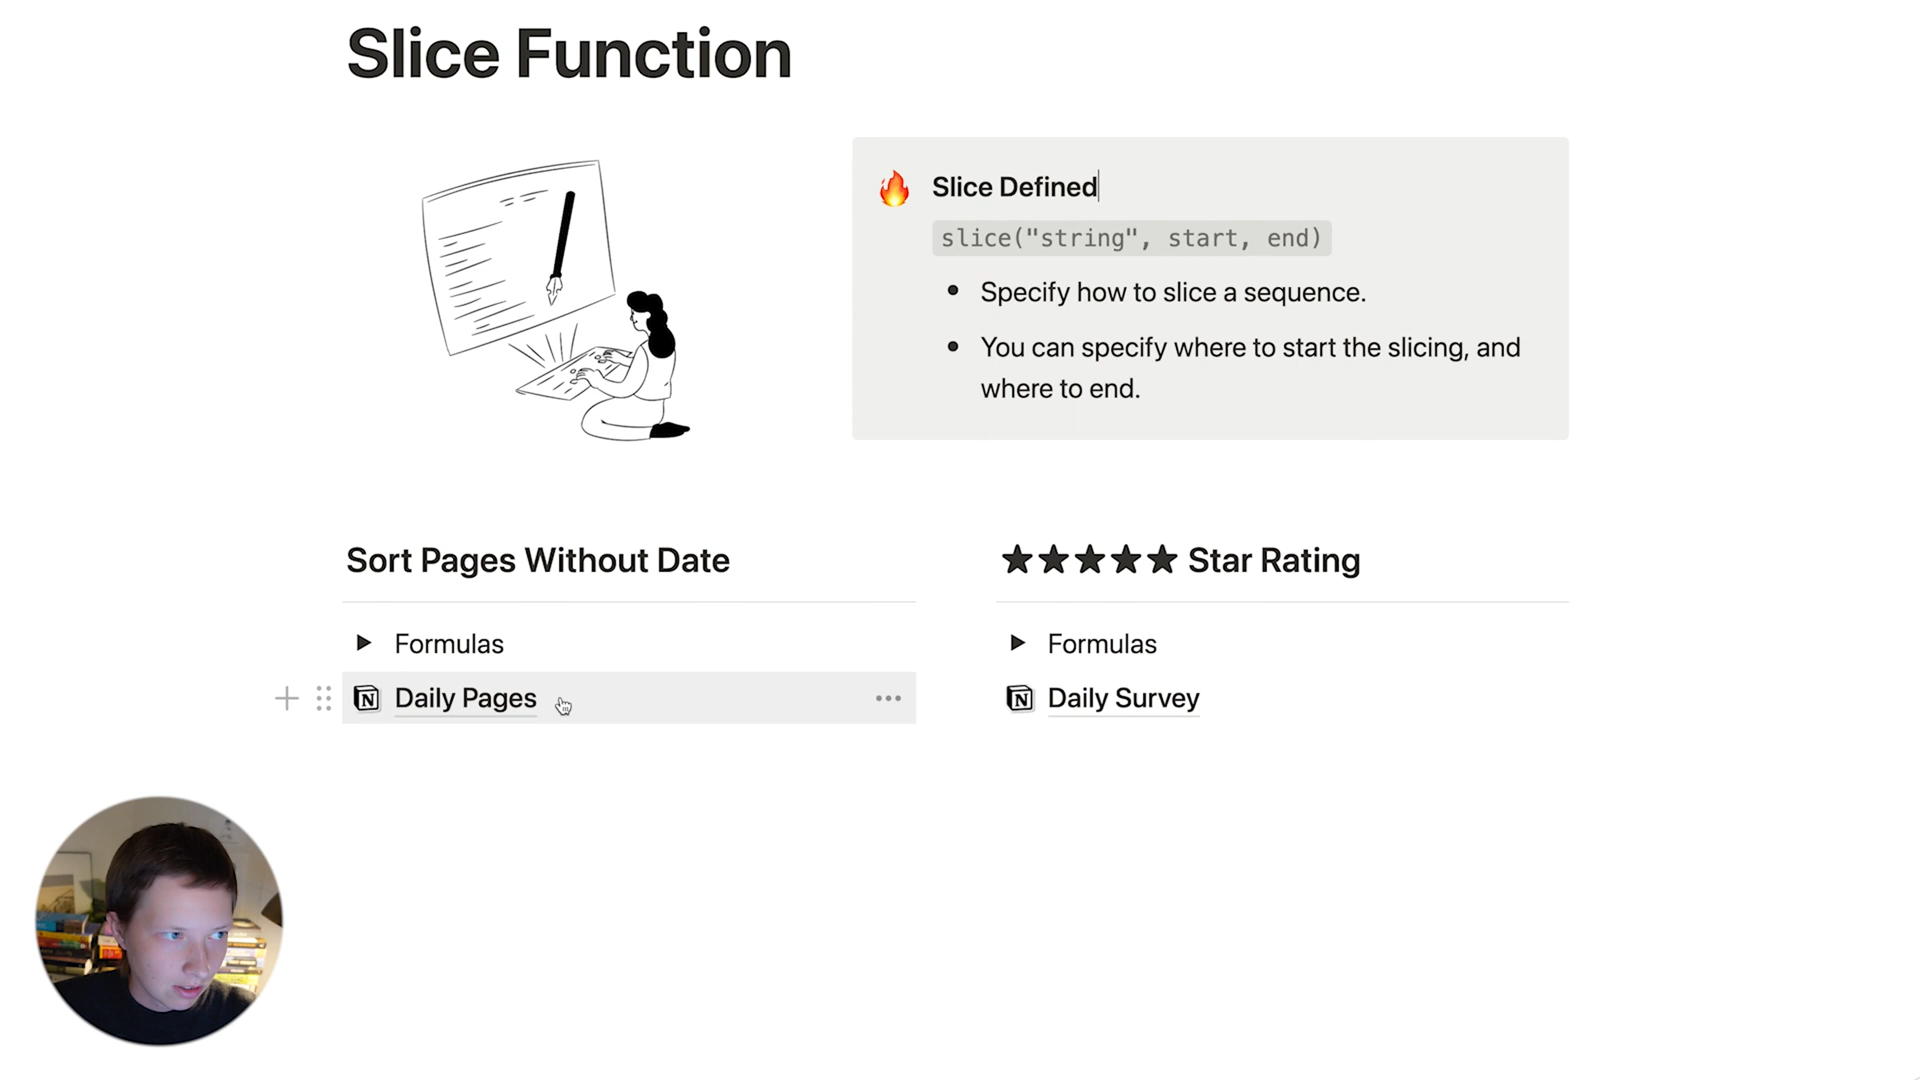 Slice Function
🔥 Slice Defined
slice("string", start, end)
• Specify how to slice a sequence.
• You can specify where to start the slicing, and
where to end.
Sort Pages Without Date
▶ Formulas
Daily Pages
★★★★★ Star Rating
▶ Formulas
Daily Survey